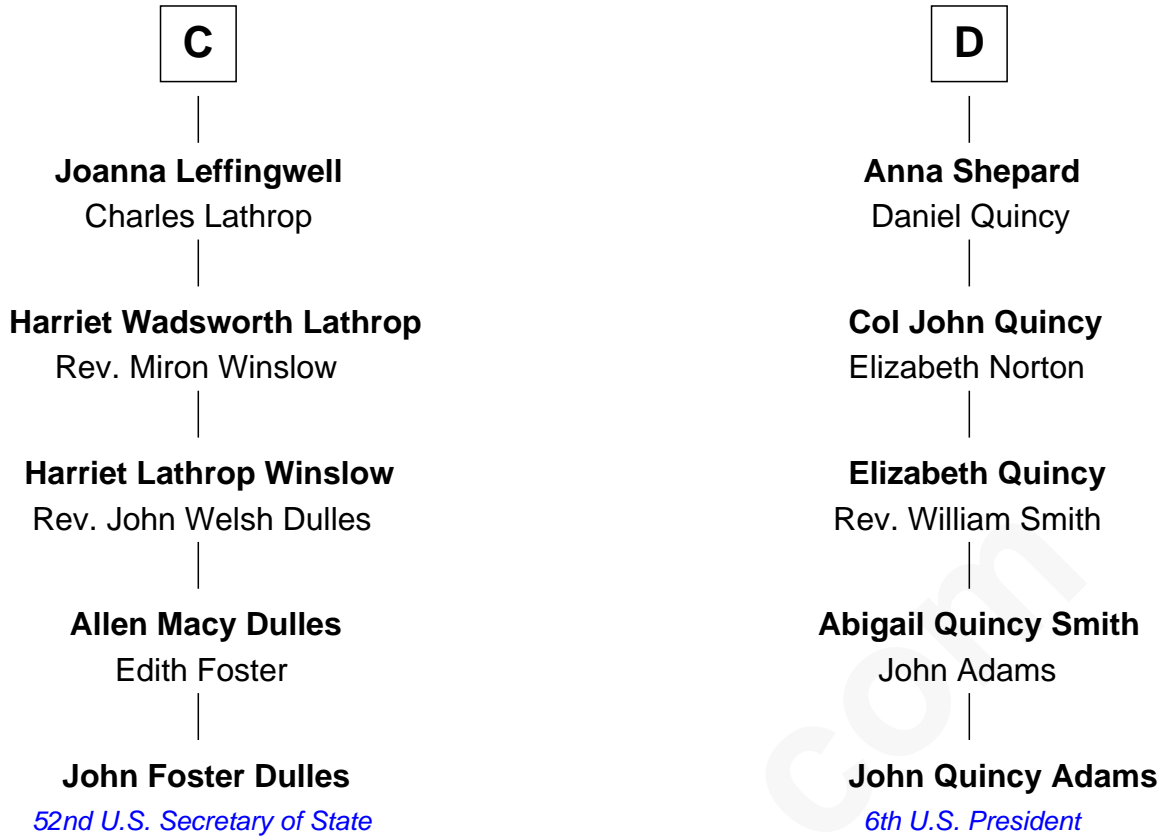 C
Joanna Leffingwell
Charles Lathrop
Harriet Wadsworth Lathrop
Rev. Miron Winslow
Harriet Lathrop Winslow
Rev. John Welsh Dulles
Allen Macy Dulles
Edith Foster
John Foster Dulles
52nd U.S. Secretary of State
D
Anna Shepard
Daniel Quincy
Col John Quincy
Elizabeth Norton
Elizabeth Quincy
Rev. William Smith
Abigail Quincy Smith
John Adams
John Quincy Adams
6th U.S. President
com